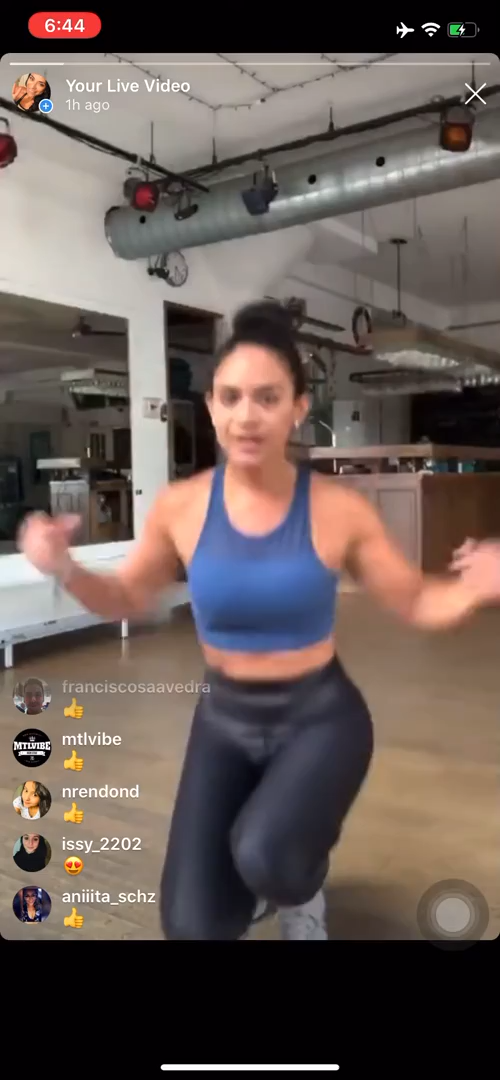 6:44
Your Live Video
1h ago
franciscosaavedra
👍
mtlvibe
MTLVIBE
👍
nrendond
👍
issy_2202
😍
aniiita_schz
👍